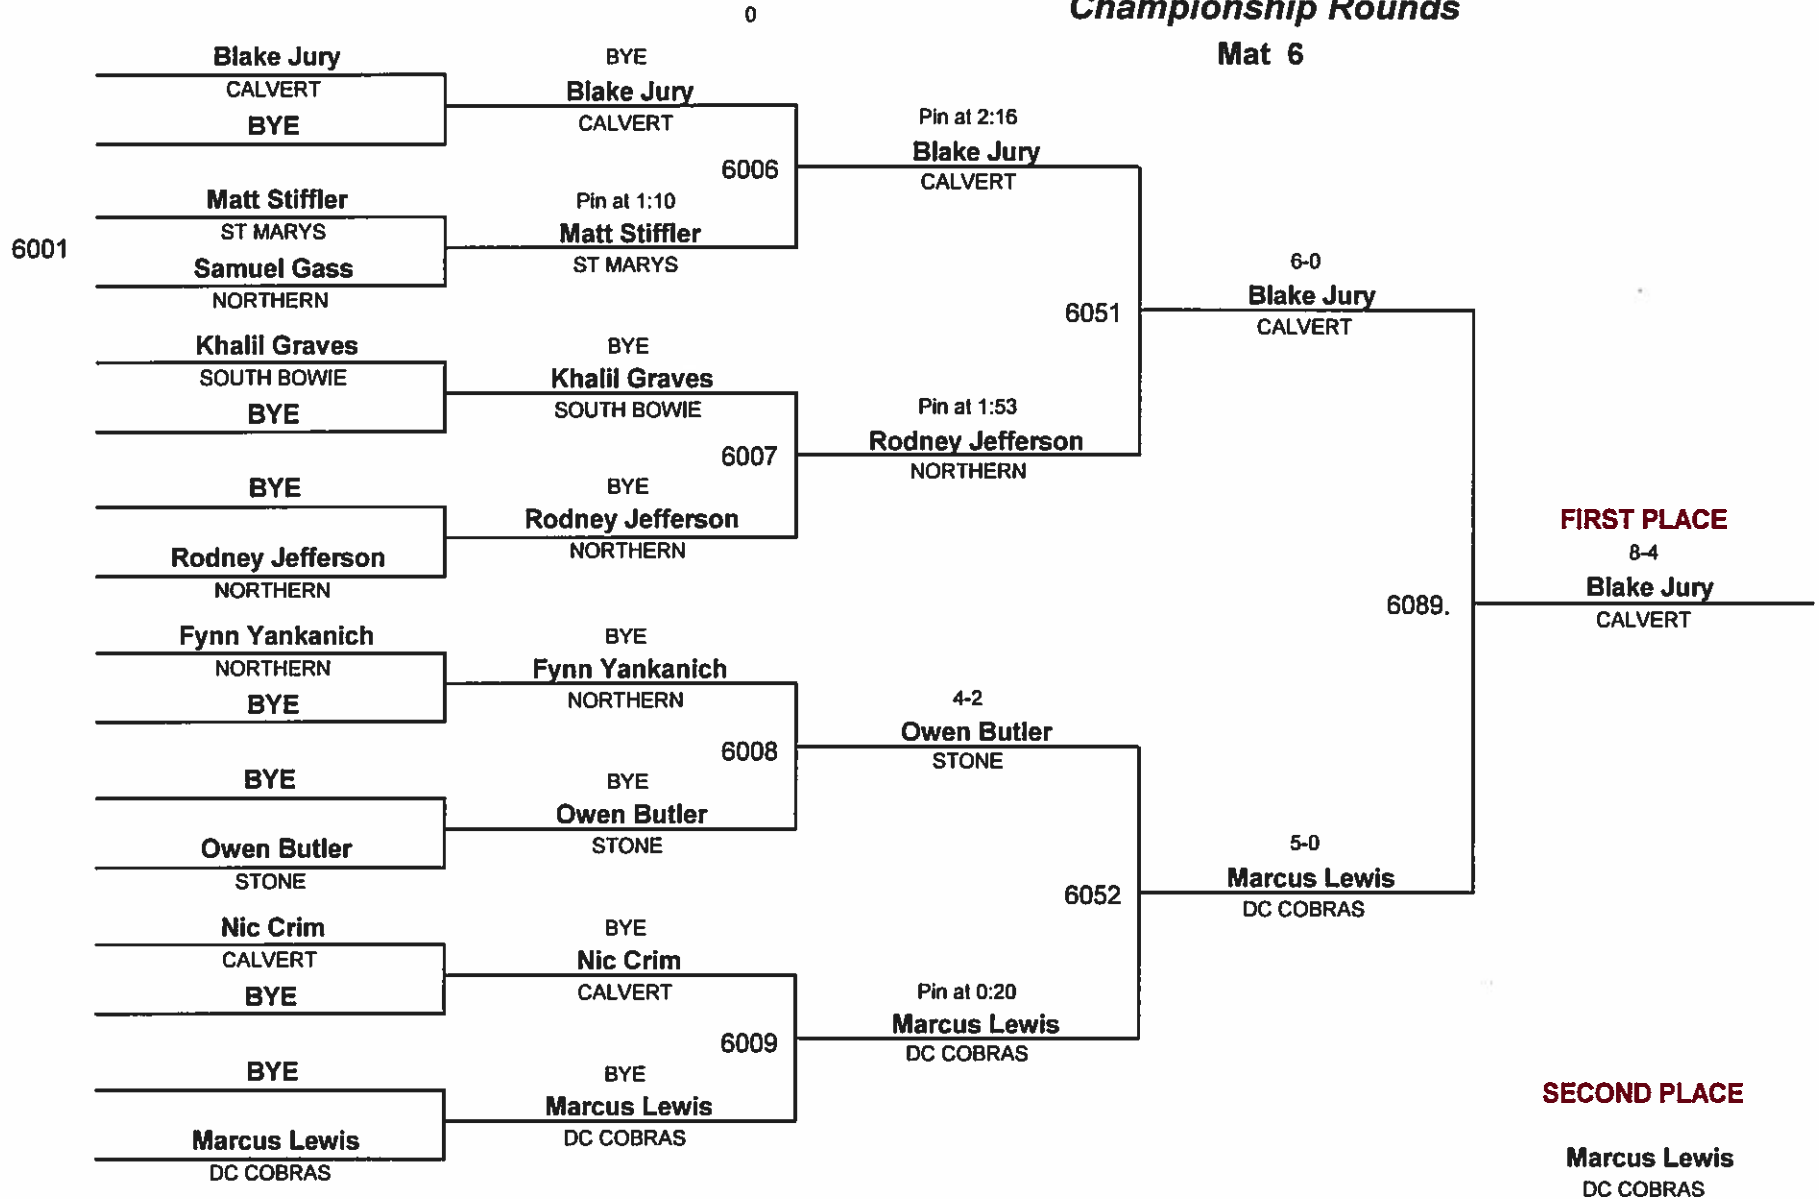 0
Championship Rounds
Mat 6
Blake Jury
CALVERT
BYE
6001
Matt Stiffler
ST MARYS
Samuel Gass
NORTHERN
Khalil Graves
SOUTH BOWIE
BYE
BYE
Rodney Jefferson
NORTHERN
Fynn Yankanich
NORTHERN
BYE
BYE
Owen Butler
STONE
Nic Crim
CALVERT
BYE
BYE
Marcus Lewis
DC COBRAS
BYE
Blake Jury
CALVERT
6006
Pin at 1:10
Matt Stiffler
ST MARYS
BYE
Khalil Graves
SOUTH BOWIE
6007
BYE
Rodney Jefferson
NORTHERN
BYE
Fynn Yankanich
NORTHERN
6008
BYE
Owen Butler
STONE
BYE
Nic Crim
CALVERT
6009
BYE
Marcus Lewis
DC COBRAS
Pin at 2:16
Blake Jury
CALVERT
6051
Pin at 1:53
Rodney Jefferson
NORTHERN
4-2
Owen Butler
STONE
6052
Pin at 0:20
Marcus Lewis
DC COBRAS
6-0
Blake Jury
CALVERT
6089.
5-0
Marcus Lewis
DC COBRAS
FIRST PLACE
8-4
Blake Jury
CALVERT
SECOND PLACE
Marcus Lewis
DC COBRAS